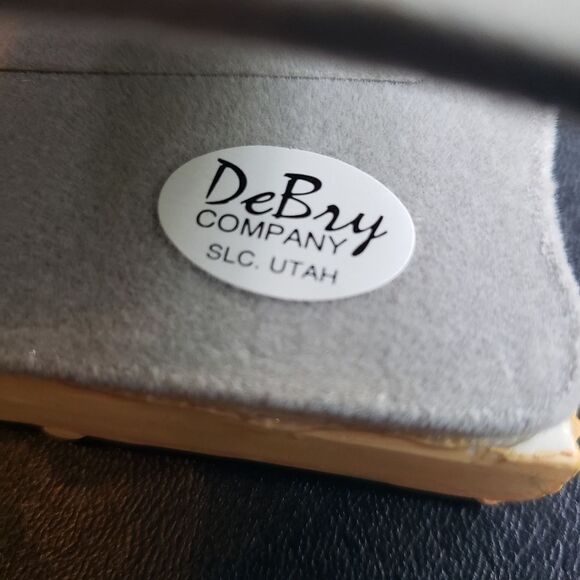 DeBry
COMPANY
SLC. UTAH